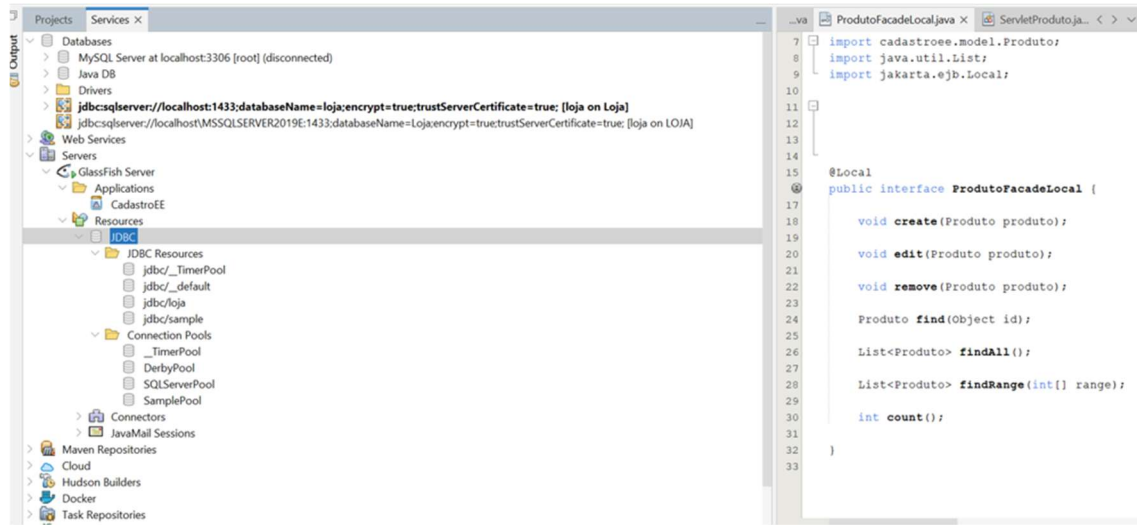 Projects Services ×
Output
Databases
MySQL Server at localhost:3306 [root] (disconnected)
Java DB
Drivers
jdbc:sqlserver://localhost:1433;databaseName=loja;encrypt=true;trustServerCertificate=true; [loja on Loja]
jdbc:sqlserver://localhost\MSSQLSERVER2019E:1433;databaseName=Loja;encrypt=true;trustServerCertificate=true; [loja on LOJA]
Web Services
Servers
GlassFish Server
Applications
CadastroEE
Resources
JDBC
JDBC Resources
jdbc/__TimerPool
jdbc/__default
jdbc/loja
jdbc/sample
Connection Pools
__TimerPool
DerbyPool
SQLServerPool
SamplePool
Connectors
JavaMail Sessions
Maven Repositories
Cloud
Hudson Builders
Docker
Task Repositories
...va ProdutoFacadeLocal.java × ServletProduto.ja...
7 import cadastroee.model.Produto;
8 import java.util.List;
9 import jakarta.ejb.Local;
10
11
12
13
14
15 @Local
public interface ProdutoFacadeLocal {
17
18 void create(Produto produto);
19
20 void edit(Produto produto);
21
22 void remove(Produto produto);
23
24 Produto find(Object id);
25
26 List<Produto> findAll();
27
28 List<Produto> findRange(int[] range);
29
30 int count();
31
32 }
33